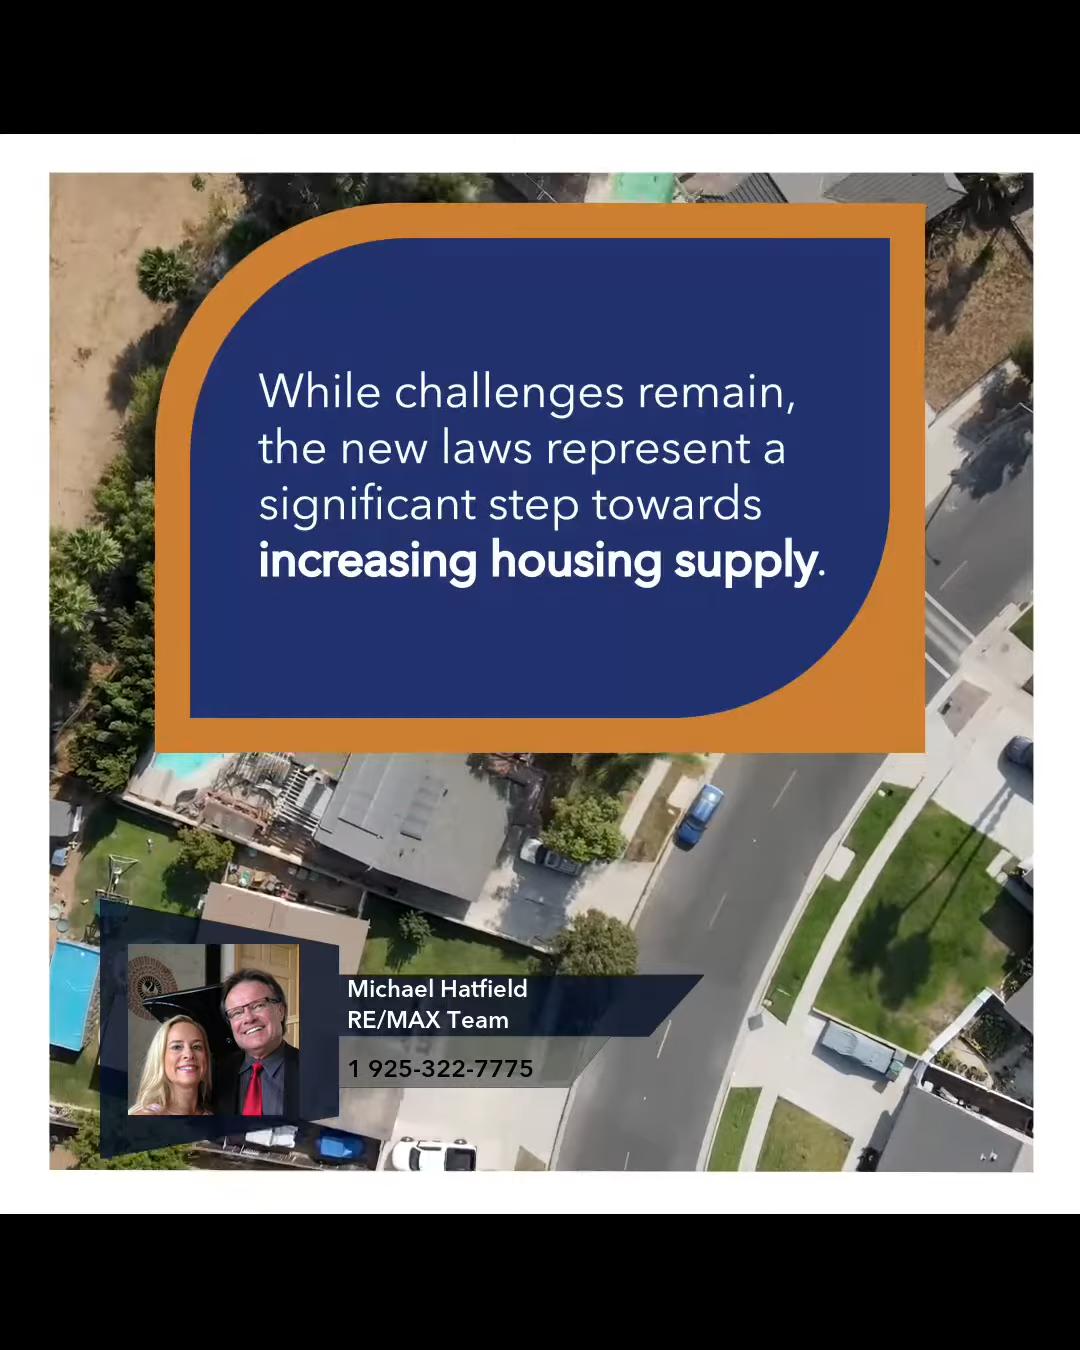 While challenges remain,
the new laws represent a
significant step towards
increasing housing supply.
Michael Hatfield
RE/MAX Team
1 925-322-7775